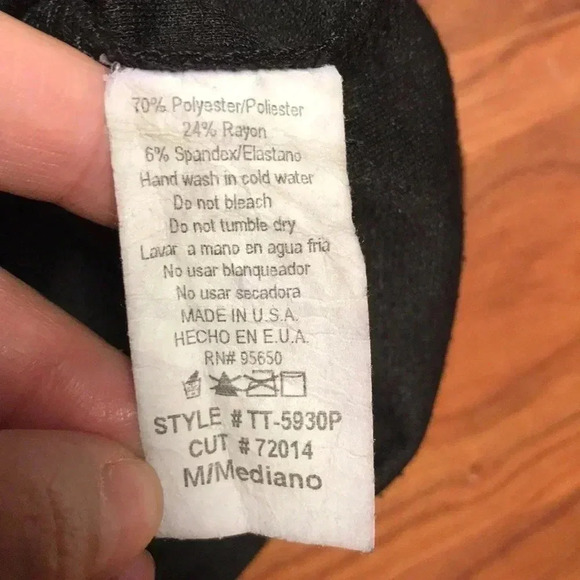 70% Polyester/Poliester
24% Rayon
6% Spandex/Elastano
Hand wash in cold water
Do not bleach
Do not tumble dry
Lavar a mano en agua fria
No usar blanqueador
No usar secadora
MADE IN U.S.A.
HECHO EN E.U.A.
RN# 95650
STYLE # TT-5930P
CUT # 72014
M/Mediano